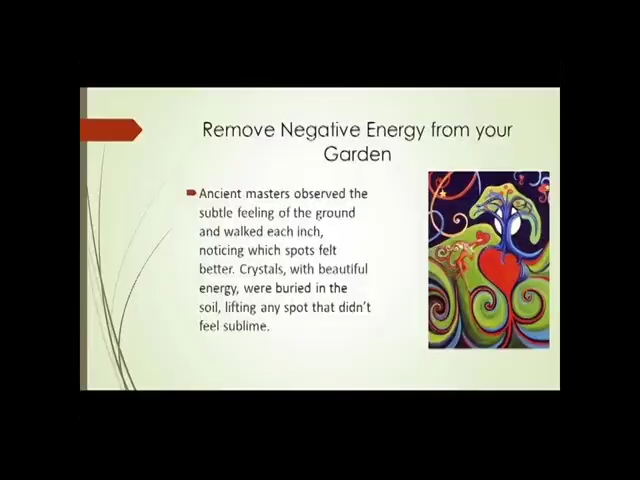 Remove Negative Energy from your
Garden
Ancient masters observed the
subtle feeling of the ground
and walked each inch,
noticing which spots felt
better. Crystals, with beautiful
energy, were buried in the
soil, lifting any spot that didn't
feel sublime.